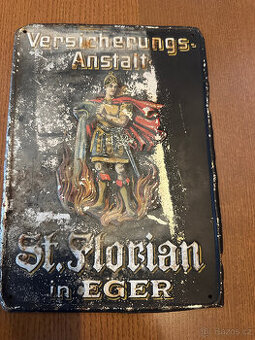 Versicherungs-
Anstalt
St. Florian
in EGER